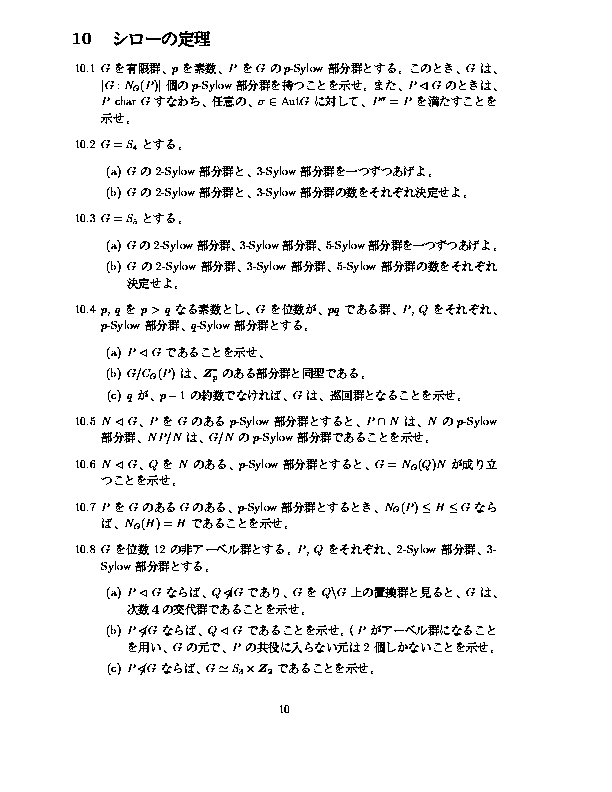 10 シローの定理
10.1 G を有限群、p を素数、P を G の p-Sylow 部分群とする。このとき、G は、
|G : N_G(P)| 個の p-Sylow 部分群を持つことを示せ。また、P ◁ G のときは、
P char G すなわち、任意の、σ ∈ AutG に対して、P^σ = P を満たすことを
示せ。
10.2 G = S_4 とする。
(a) G の 2-Sylow 部分群と、3-Sylow 部分群を一つずつあげよ。
(b) G の 2-Sylow 部分群と、3-Sylow 部分群の数をそれぞれ決定せよ。
10.3 G = S_5 とする。
(a) G の 2-Sylow 部分群、3-Sylow 部分群、5-Sylow 部分群を一つずつあげよ。
(b) G の 2-Sylow 部分群、3-Sylow 部分群、5-Sylow 部分群の数をそれぞれ
決定せよ。
10.4 p, q を p > q なる素数とし、G を位数が、pq である群、P, Q をそれぞれ、
p-Sylow 部分群、q-Sylow 部分群とする。
(a) P ◁ G であることを示せ、
(b) G/C_G(P) は、Z_p^* のある部分群と同型である。
(c) q が、p − 1 の約数でなければ、G は、巡回群となることを示せ。
10.5 N ◁ G、P を G のある p-Sylow 部分群とすると、P ∩ N は、N の p-Sylow
部分群、NP/N は、G/N の p-Sylow 部分群であることを示せ。
10.6 N ◁ G、Q を N のある、p-Sylow 部分群とすると、G = N_G(Q)N が成り立
つことを示せ。
10.7 P を G のある G のある、p-Sylow 部分群とするとき、N_G(P) ≤ H ≤ G なら
ば、N_G(H) = H であることを示せ。
10.8 G を位数 12 の非アーベル群とする。P, Q をそれぞれ、2-Sylow 部分群、3-
Sylow 部分群とする。
(a) P ◁ G ならば、Q ⋪ G であり、G を Q\G 上の置換群と見ると、G は、
次数 4 の交代群であることを示せ。
(b) P ⋪ G ならば、Q ◁ G であることを示せ。( P がアーベル群になること
を用い、G の元で、P の共役に入らない元は 2 個しかないことを示せ。
(c) P ⋪ G ならば、G ≃ S_3 × Z_2 であることを示せ。
10